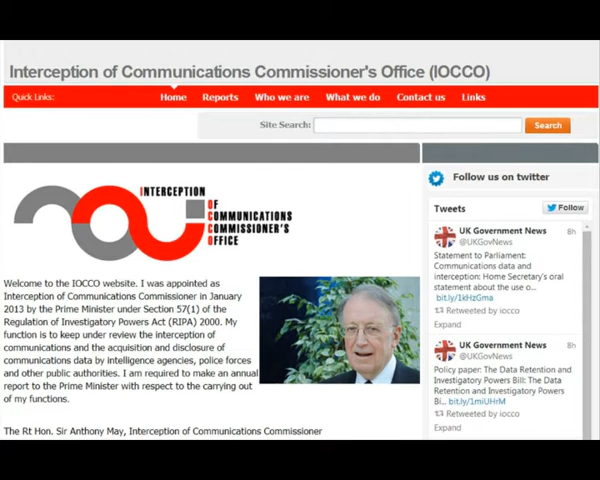 Interception of Communications Commissioner's Office (IOCCO)
Quick Links: Home Reports Who we are What we do Contact us Links
Site Search: Search
Follow us on twitter
INTERCEPTION
OF
COMMUNICATIONS
COMMISSIONER'S
OFFICE
Welcome to the IOCCO website. I was appointed as
Interception of Communications Commissioner in January
2013 by the Prime Minister under Section 57(1) of the
Regulation of Investigatory Powers Act (RIPA) 2000. My
function is to keep under review the interception of
communications and the acquisition and disclosure of
communications data by intelligence agencies, police forces
and other public authorities. I am required to make an annual
report to the Prime Minister with respect to the carrying out
of my functions.
The Rt Hon. Sir Anthony May, Interception of Communications Commissioner
Tweets Follow
UK Government News 8h
@UKGovNews
Statement to Parliament:
Communications data and
interception: Home Secretary's oral
statement about the use o...
bit.ly/1kHzGma
Retweeted by iocco
Expand
UK Government News 8h
@UKGovNews
Policy paper: The Data Retention and
Investigatory Powers Bill: The Data
Retention and Investigatory Powers
Bi... bit.ly/1miUHrM
Retweeted by iocco
Expand